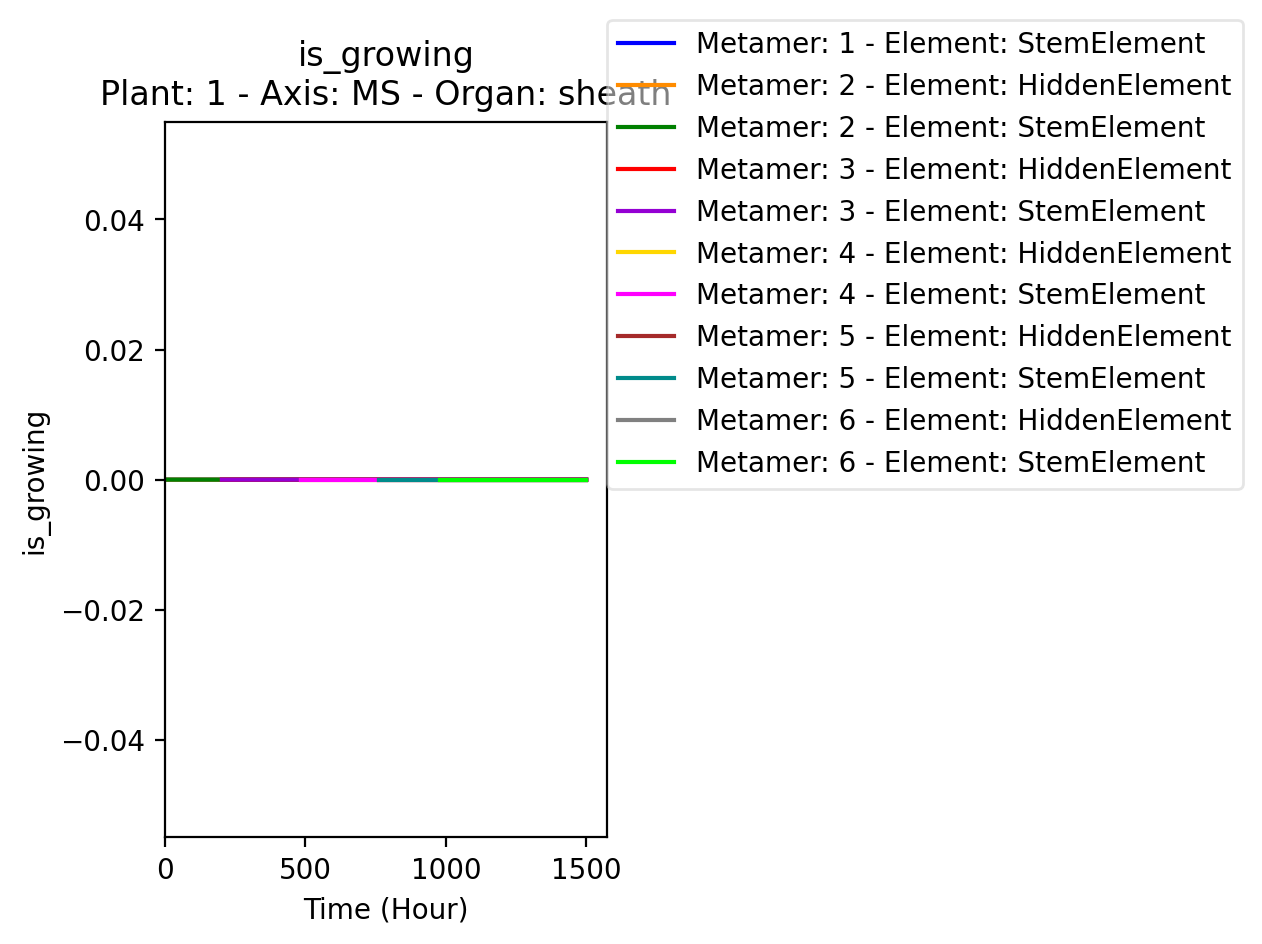 is_growing
Plant: 1 - Axis: MS - Organ: sheath
Metamer: 1 - Element: StemElement
Metamer: 2 - Element: HiddenElement
Metamer: 2 - Element: StemElement
Metamer: 3 - Element: HiddenElement
Metamer: 3 - Element: StemElement
Metamer: 4 - Element: HiddenElement
Metamer: 4 - Element: StemElement
Metamer: 5 - Element: HiddenElement
Metamer: 5 - Element: StemElement
Metamer: 6 - Element: HiddenElement
Metamer: 6 - Element: StemElement
is_growing
0.04
0.02
0.00
−0.02
−0.04
0 500 1000 1500
Time (Hour)